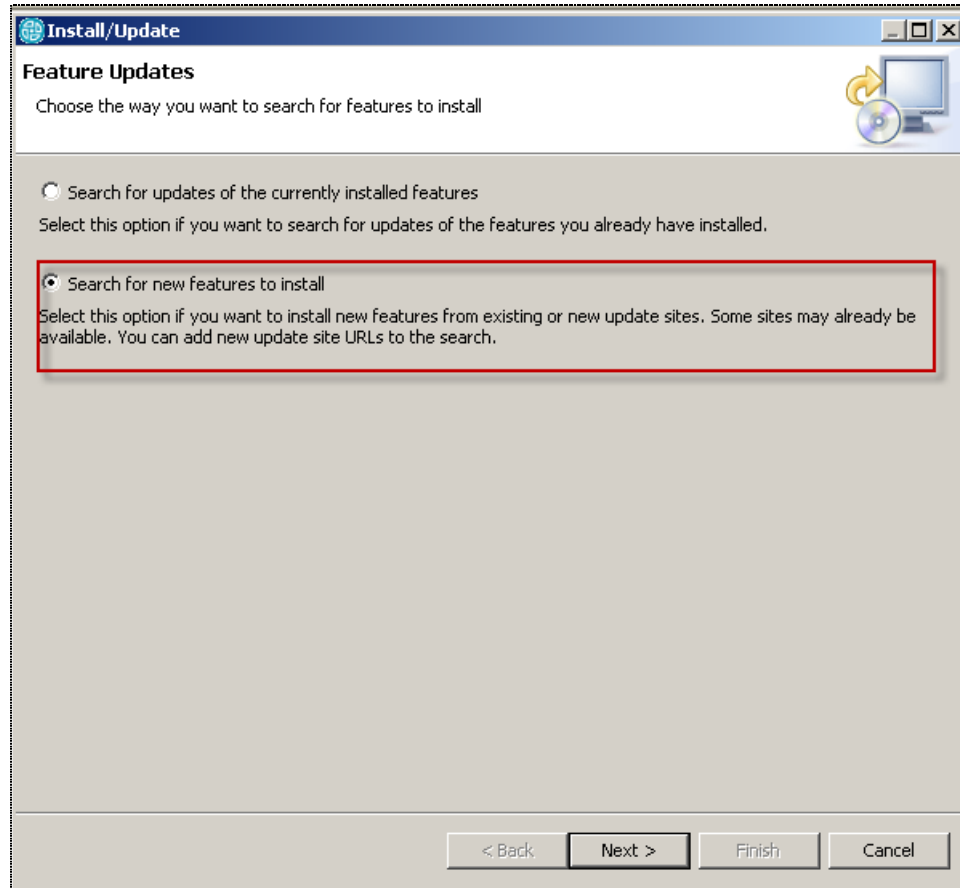 Install/Update
Feature Updates
Choose the way you want to search for features to install
Search for updates of the currently installed features
Select this option if you want to search for updates of the features you already have installed.
Search for new features to install
Select this option if you want to install new features from existing or new update sites. Some sites may already be
available. You can add new update site URLs to the search.
< Back Next > Finish Cancel